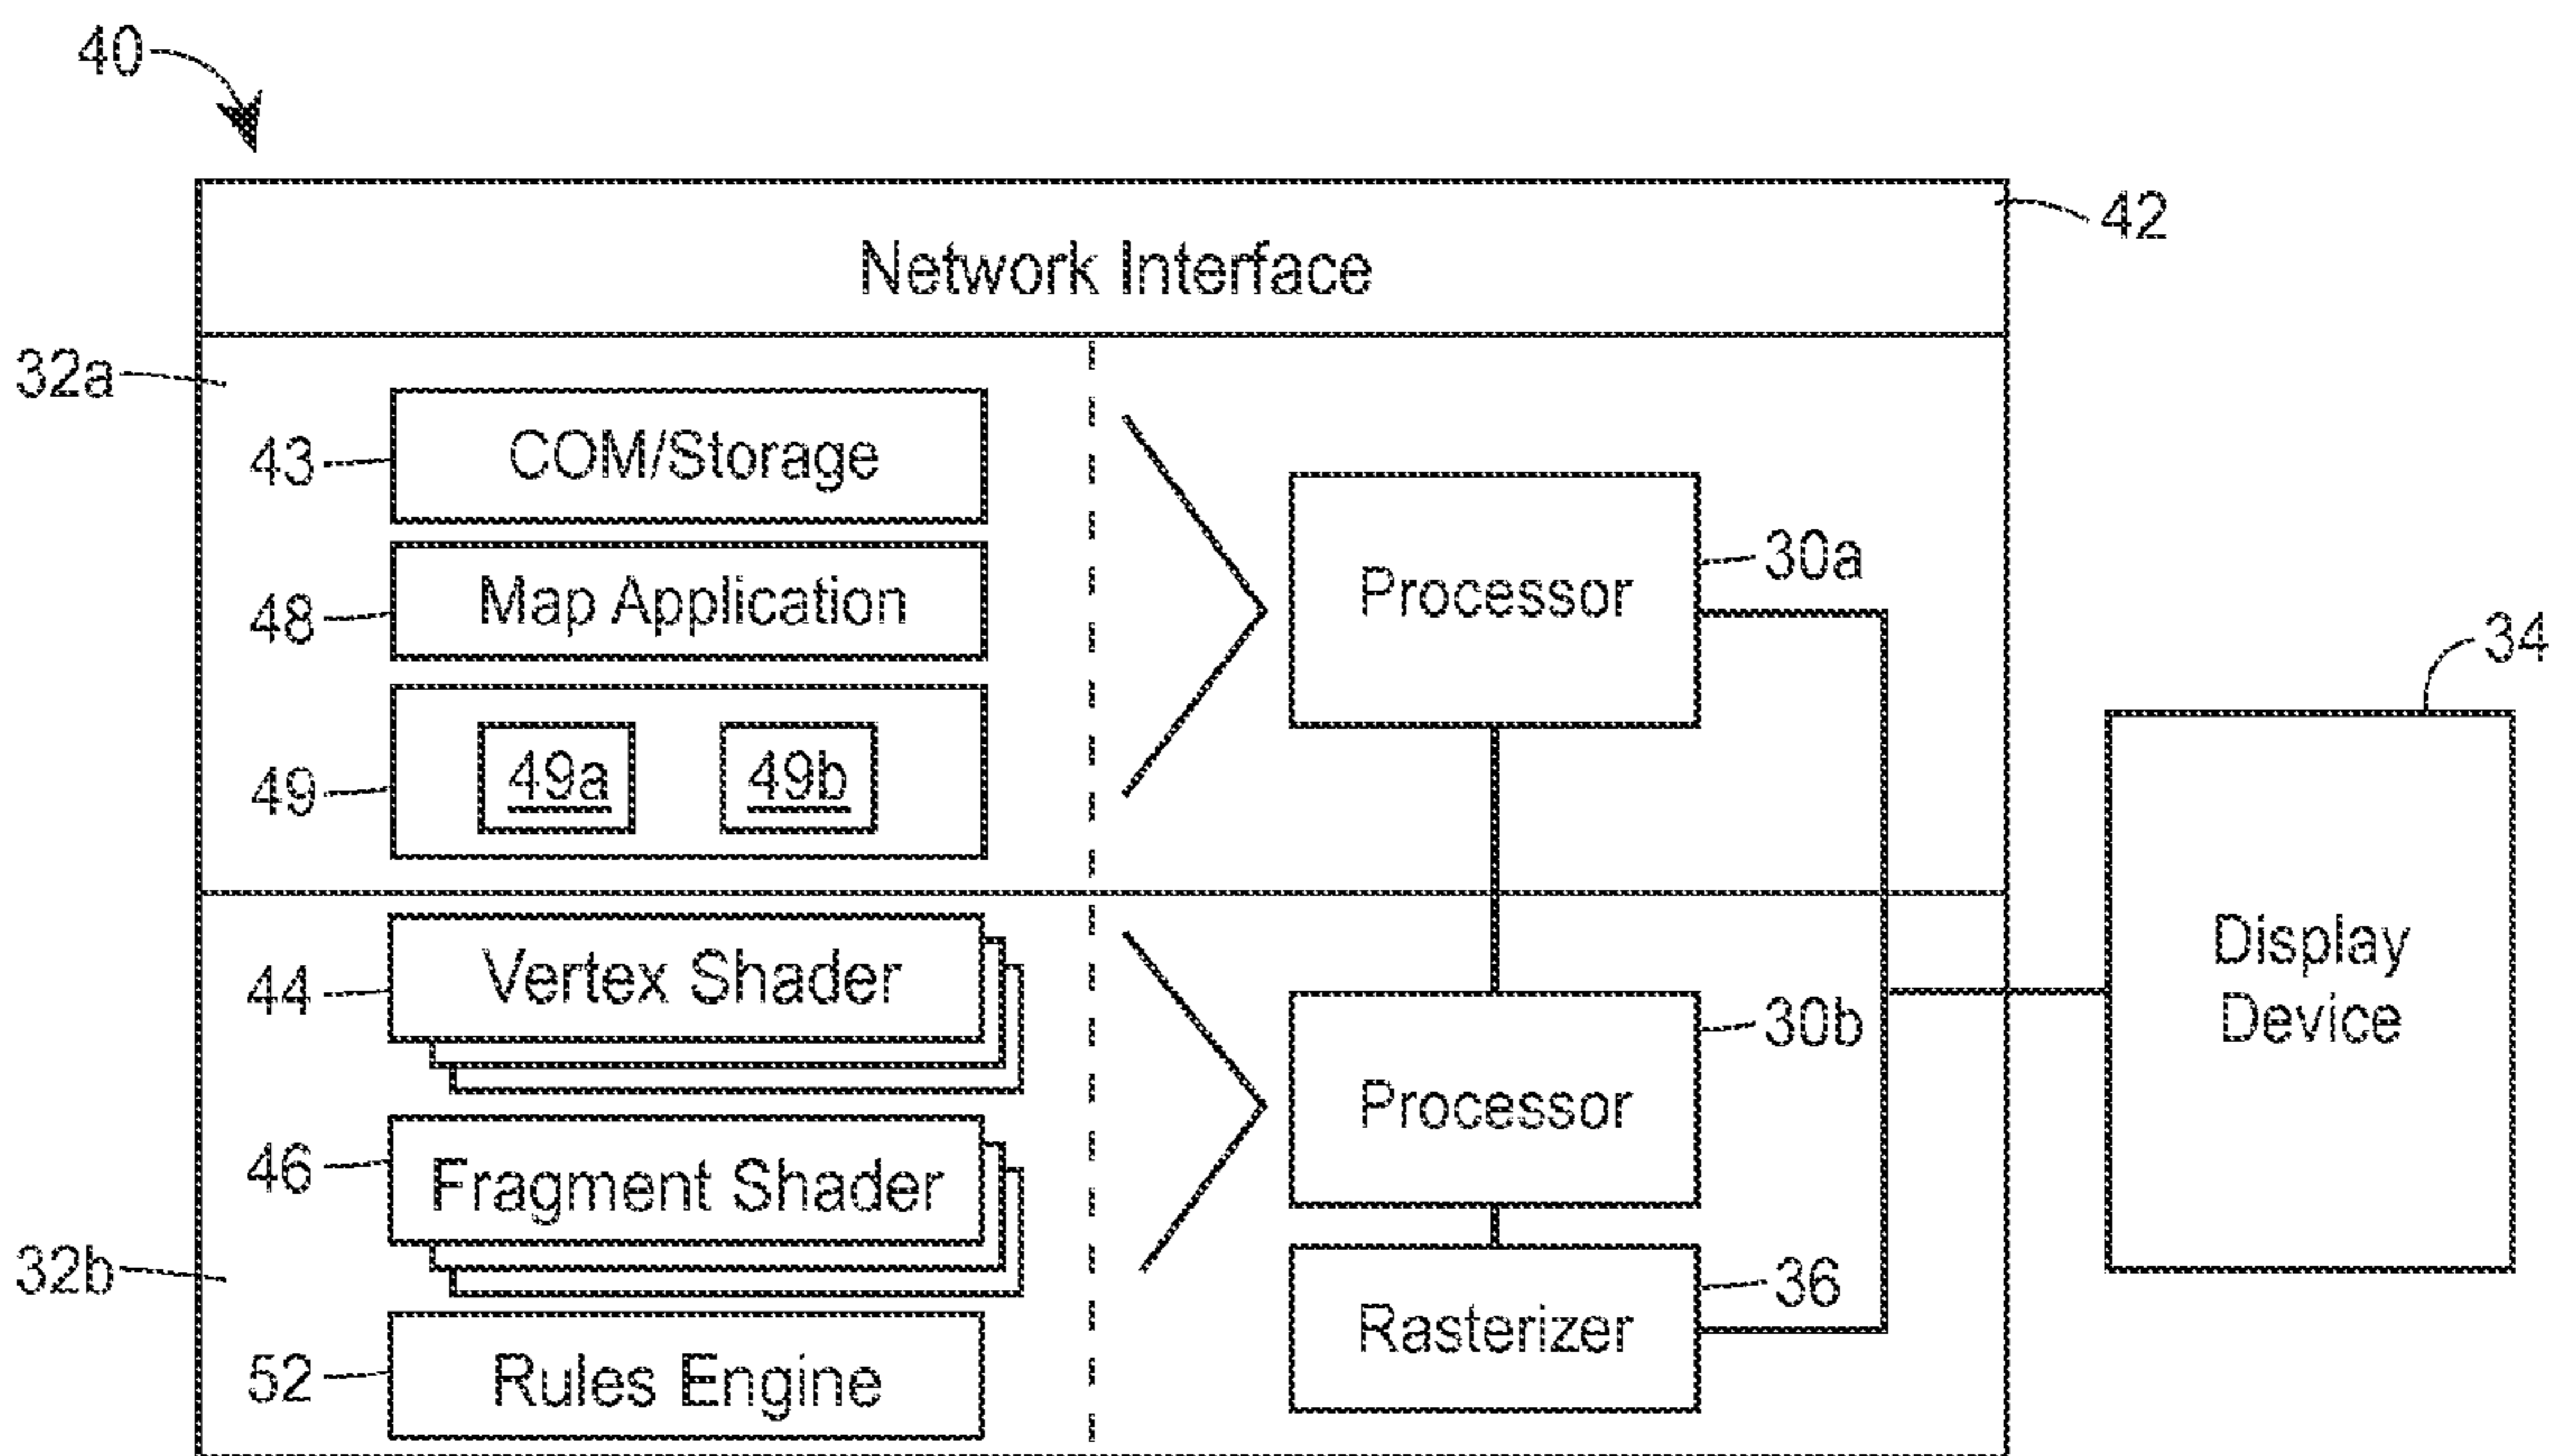 40
42
Network Interface
32a
43
COM/Storage
48
Map Application
49
49a
49b
Processor
30a
34
Display
Device
44
Vertex Shader
46
Fragment Shader
32b
52
Rules Engine
Processor
30b
Rasterizer
36